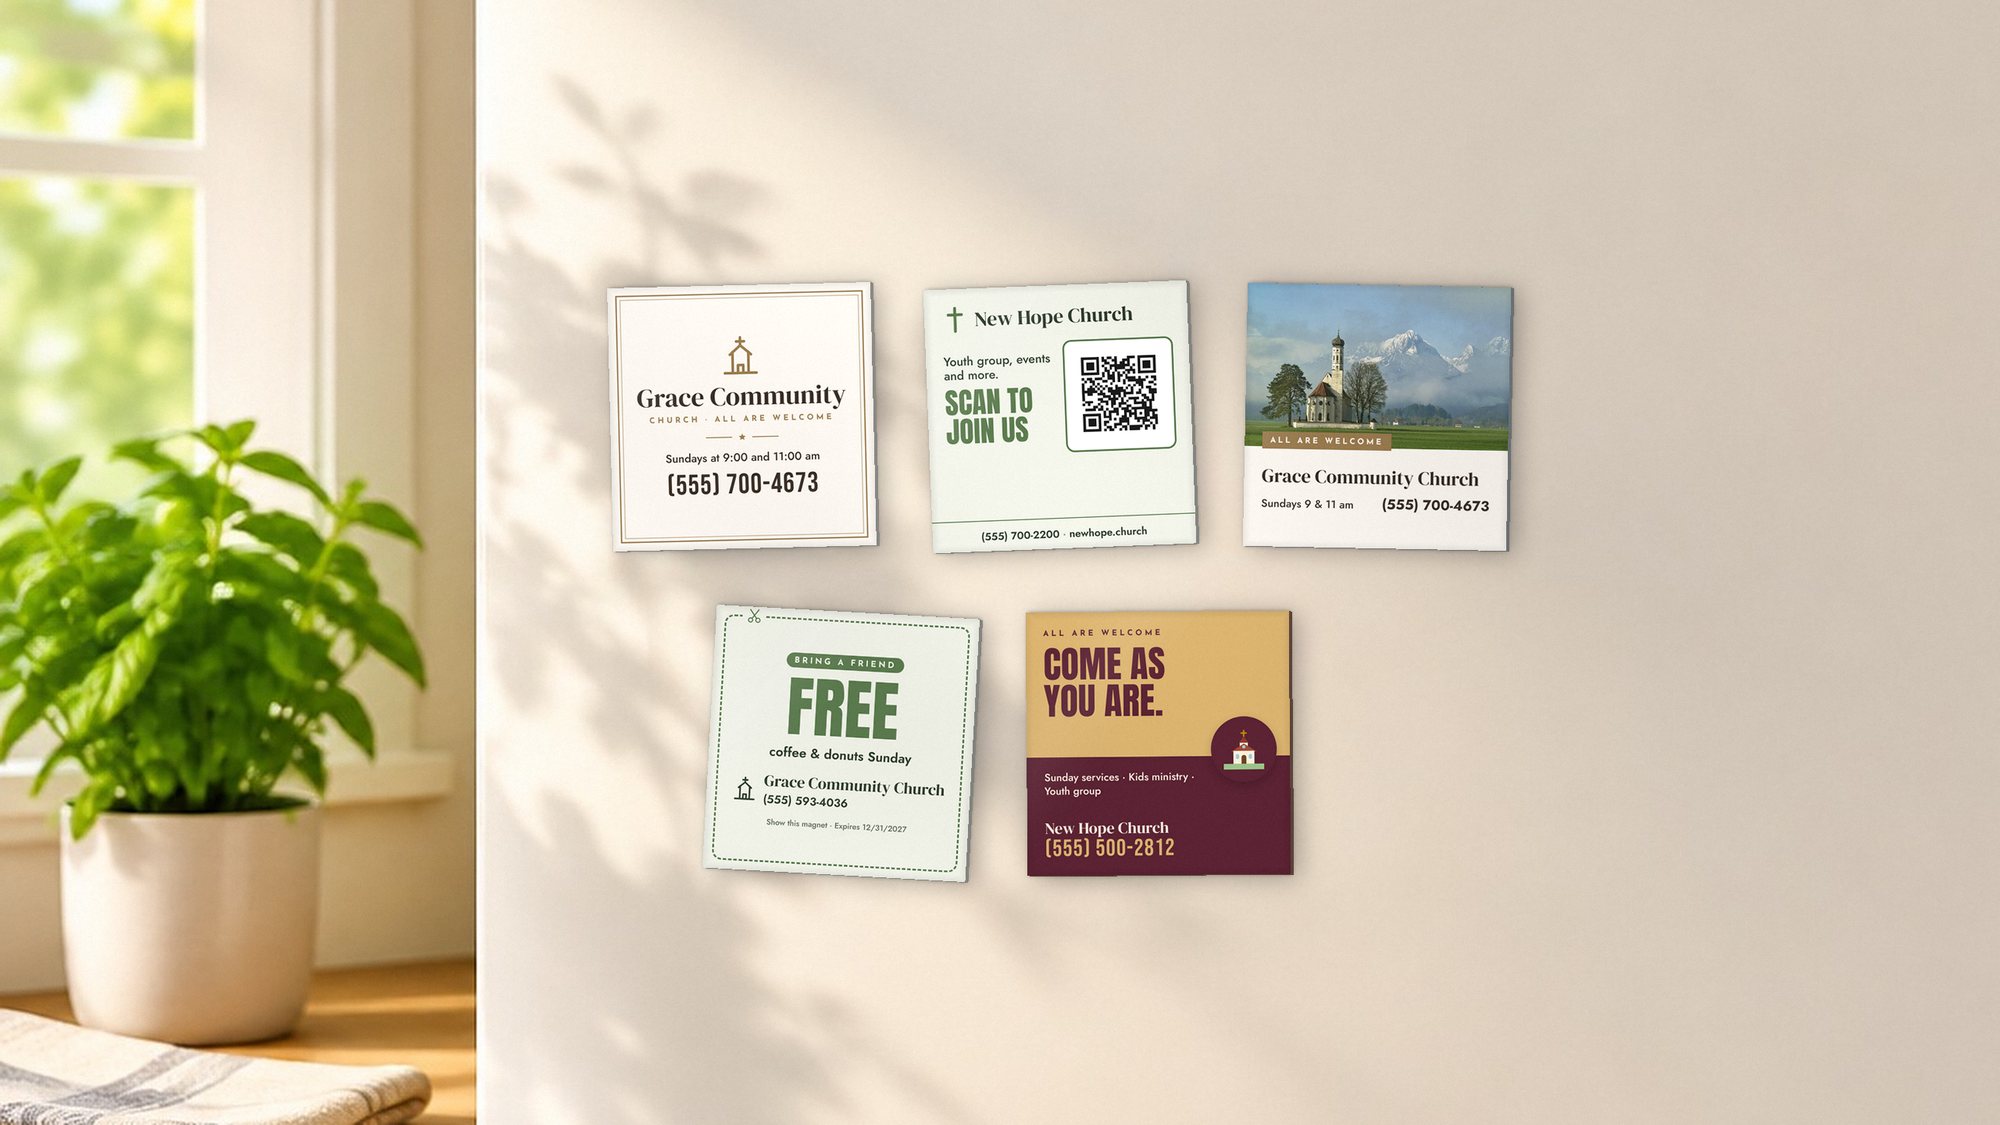 Grace Community
CHURCH · ALL ARE WELCOME
Sundays at 9:00 and 11:00 am
(555) 700-4673
New Hope Church
Youth group, events
and more.
SCAN TO
JOIN US
(555) 700-2200 · newhope.church
ALL ARE WELCOME
Grace Community Church
Sundays 9 & 11 am (555) 700-4673
BRING A FRIEND
FREE
coffee & donuts Sunday
Grace Community Church
(555) 593-4036
Show this magnet · Expires 12/31/2027
ALL ARE WELCOME
COME AS
YOU ARE.
Sunday services · Kids ministry ·
Youth group
New Hope Church
(555) 500-2812